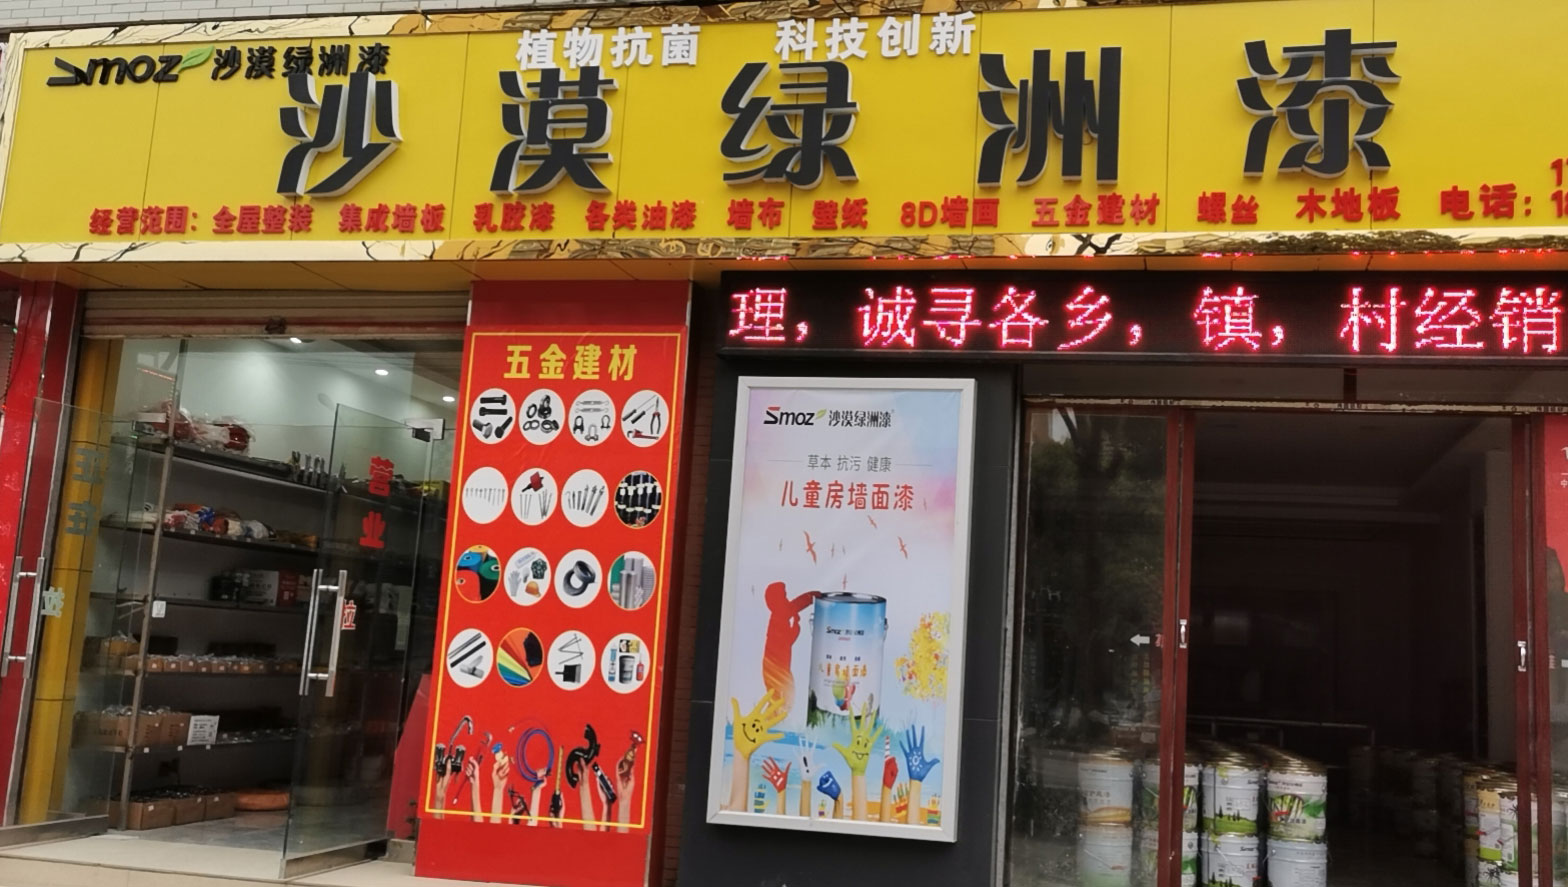 植物抗菌 科技创新
Smoz 沙漠绿洲漆
沙漠绿洲漆
经营范围：全屋整装 集成墙板 乳胶漆 各类油漆 墙布 壁纸 8D墙画 五金建材 螺丝 木地板 电话：
理，诚寻各乡，镇，村经销
五金建材
营业
Smoz 沙漠绿洲漆
草本 抗污 健康
儿童房墙面漆